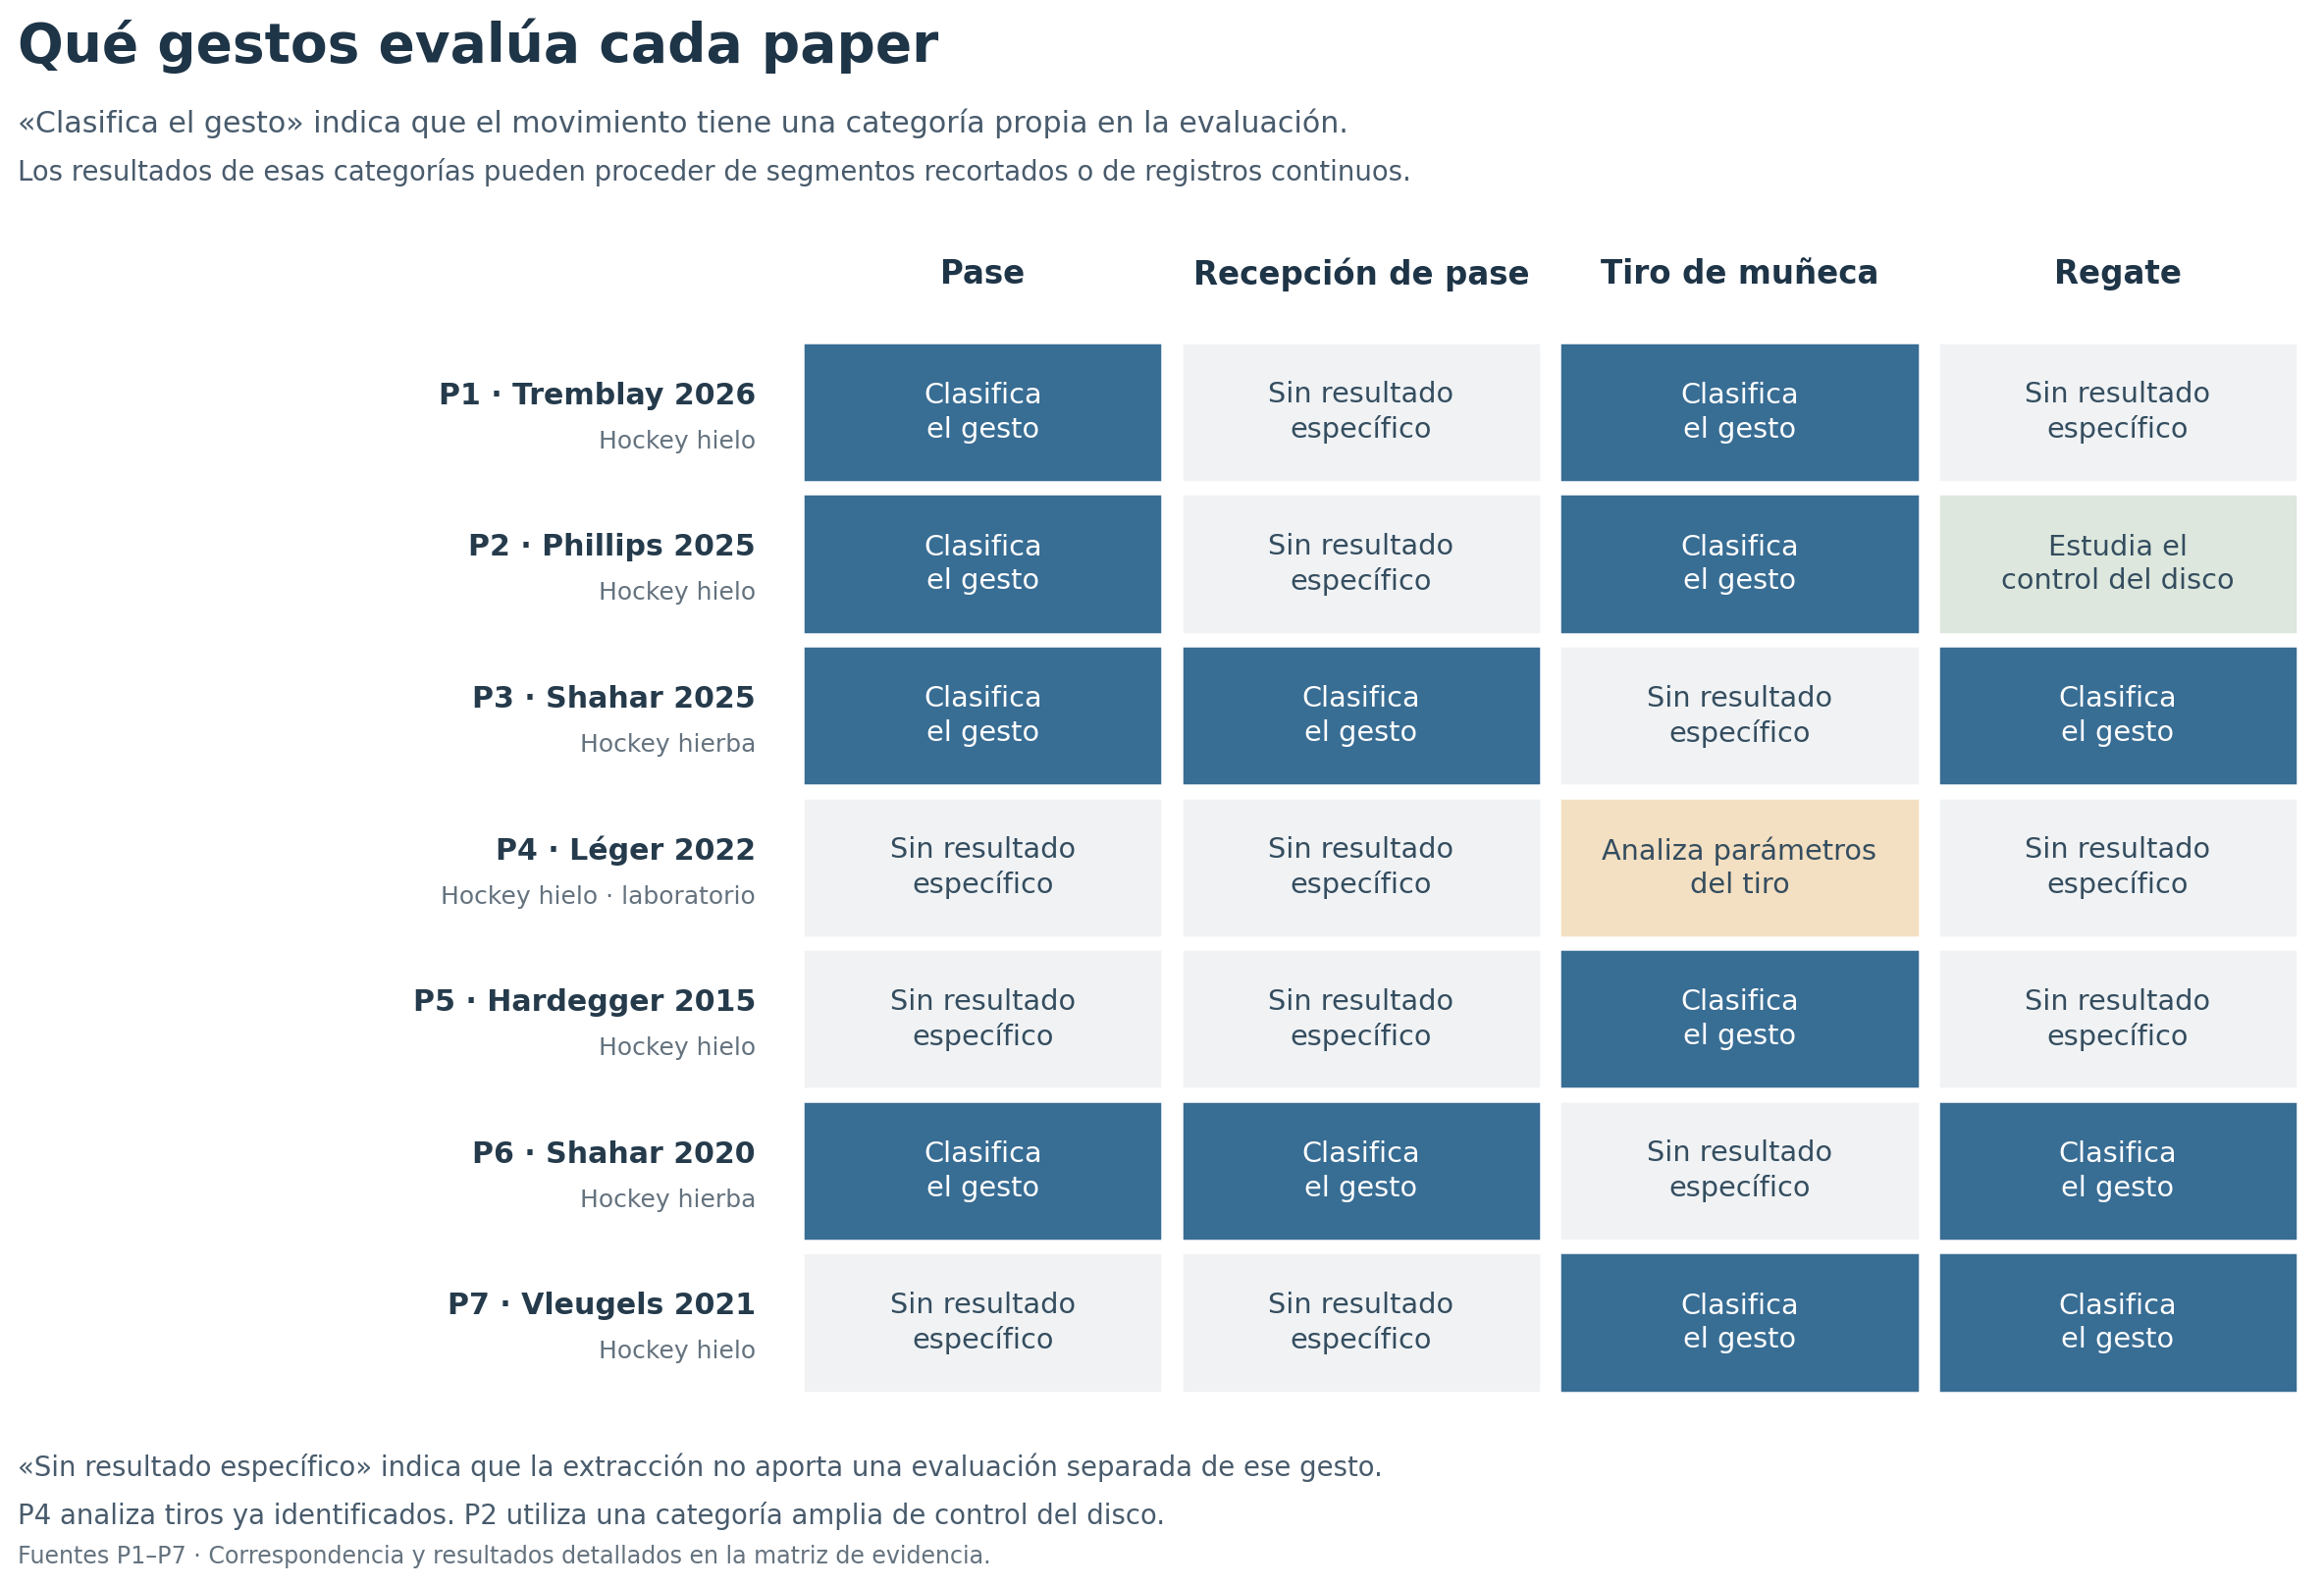 Qué gestos evalúa cada paper
«Clasifica el gesto» indica que el movimiento tiene una categoría propia en la evaluación.
Los resultados de esas categorías pueden proceder de segmentos recortados o de registros continuos.
Pase
Recepción de pase
Tiro de muñeca
Regate
P1 · Tremblay 2026
Hockey hielo
Clasifica
el gesto
Sin resultado
específico
Clasifica
el gesto
Sin resultado
específico
P2 · Phillips 2025
Hockey hielo
Clasifica
el gesto
Sin resultado
específico
Clasifica
el gesto
Estudia el
control del disco
P3 · Shahar 2025
Hockey hierba
Clasifica
el gesto
Clasifica
el gesto
Sin resultado
específico
Clasifica
el gesto
P4 · Léger 2022
Hockey hielo · laboratorio
Sin resultado
específico
Sin resultado
específico
Analiza parámetros
del tiro
Sin resultado
específico
P5 · Hardegger 2015
Hockey hielo
Sin resultado
específico
Sin resultado
específico
Clasifica
el gesto
Sin resultado
específico
P6 · Shahar 2020
Hockey hierba
Clasifica
el gesto
Clasifica
el gesto
Sin resultado
específico
Clasifica
el gesto
P7 · Vleugels 2021
Hockey hielo
Sin resultado
específico
Sin resultado
específico
Clasifica
el gesto
Clasifica
el gesto
«Sin resultado específico» indica que la extracción no aporta una evaluación separada de ese gesto.
P4 analiza tiros ya identificados. P2 utiliza una categoría amplia de control del disco.
Fuentes P1–P7 · Correspondencia y resultados detallados en la matriz de evidencia.